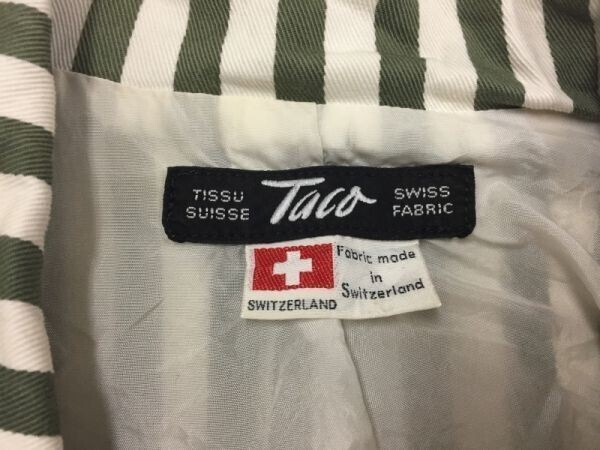 TISSU
SUISSE
Taco
SWISS
FABRIC
SWITZERLAND
Fabric made
in
Switzerland